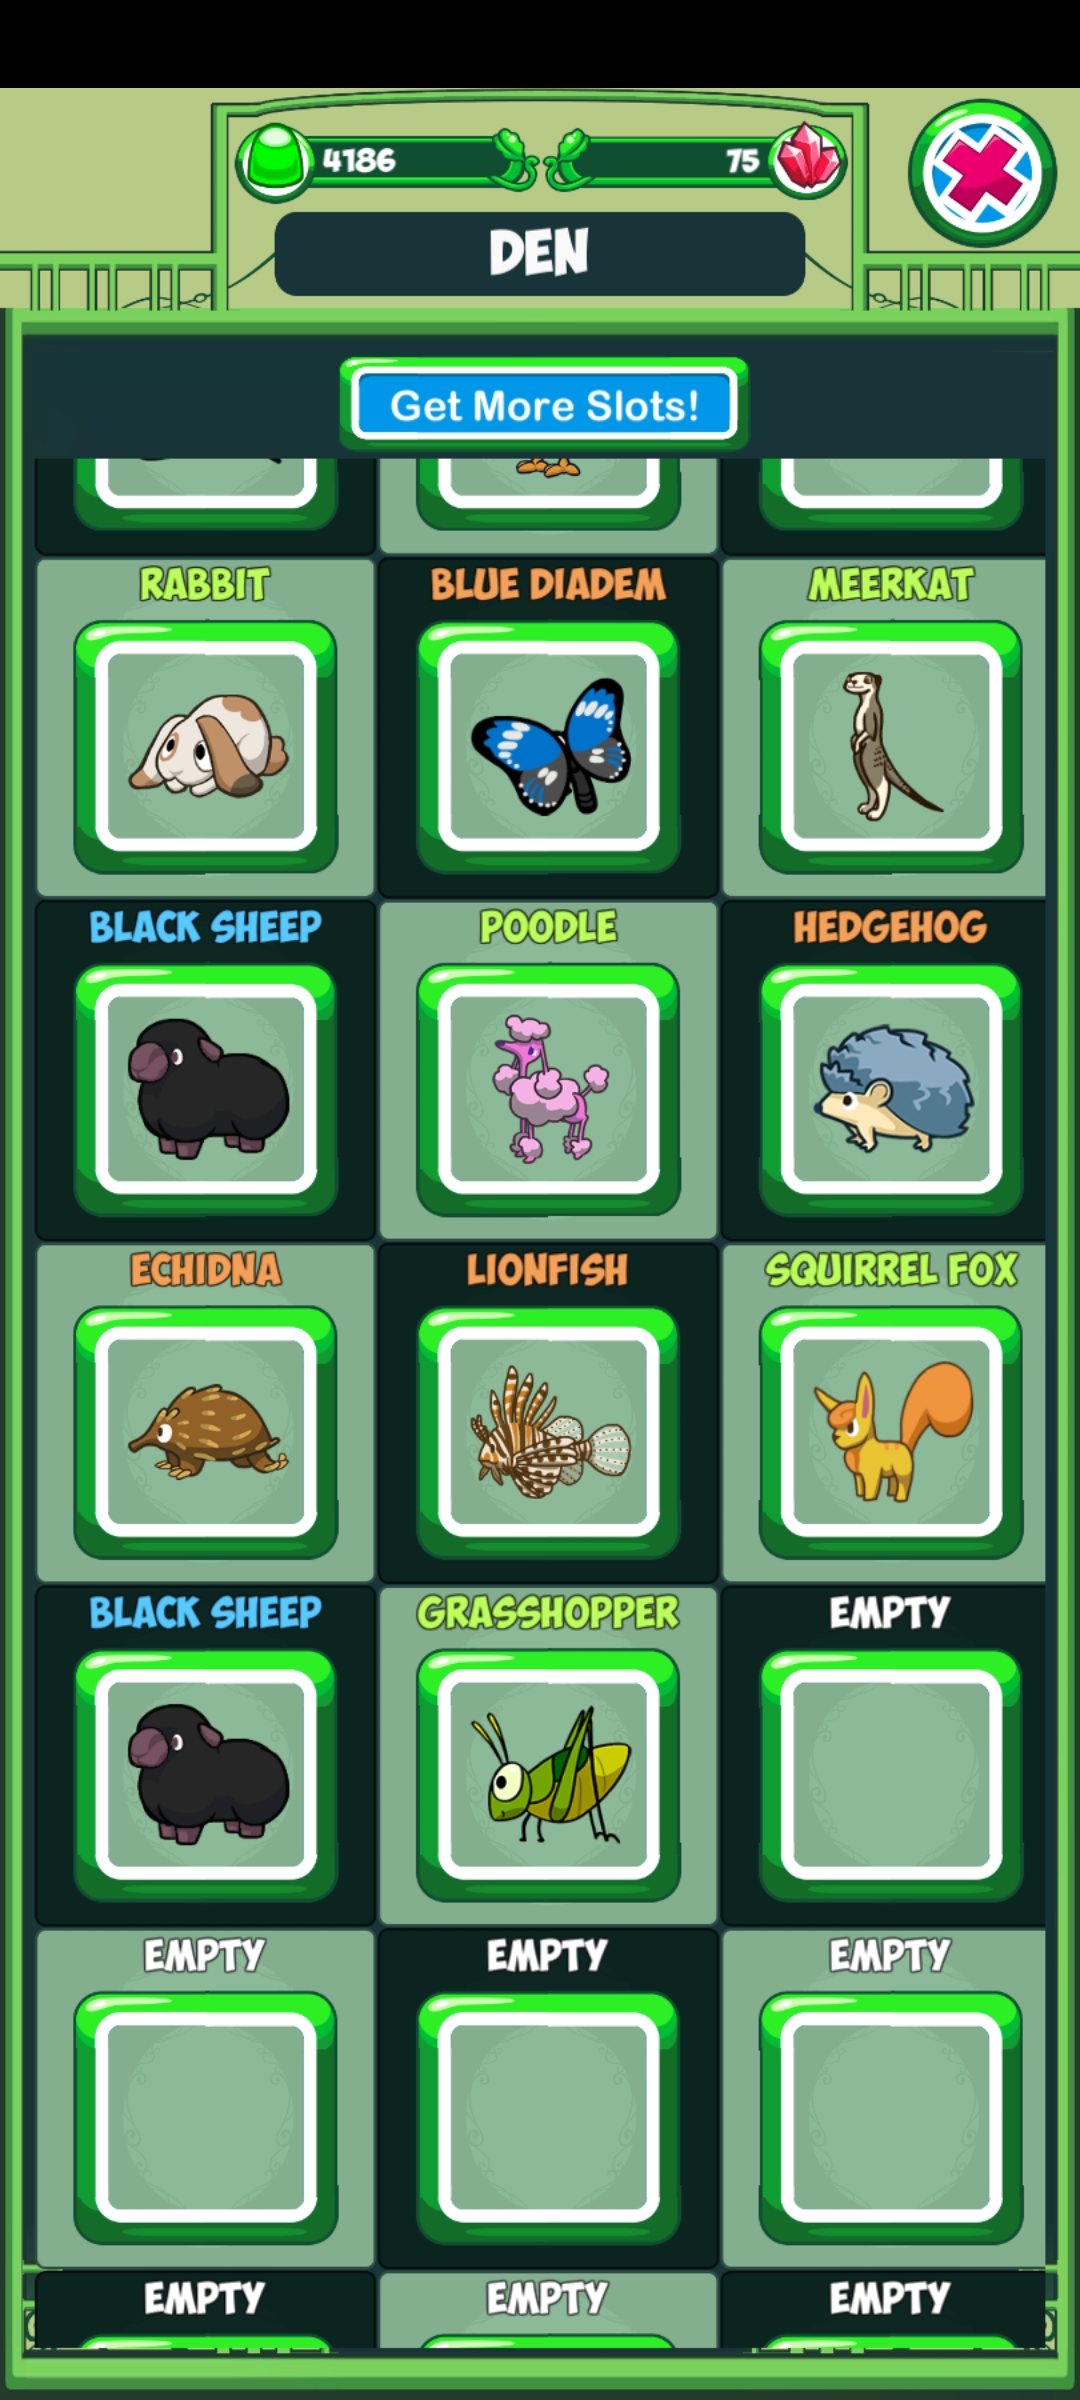 4186
75
DEN
Get More Slots!
RABBIT
BLUE DIADEM
MEERKAT
BLACK SHEEP
POODLE
HEDGEHOG
ECHIDNA
LIONFISH
SQUIRREL FOX
BLACK SHEEP
GRASSHOPPER
EMPTY
EMPTY
EMPTY
EMPTY
EMPTY
EMPTY
EMPTY